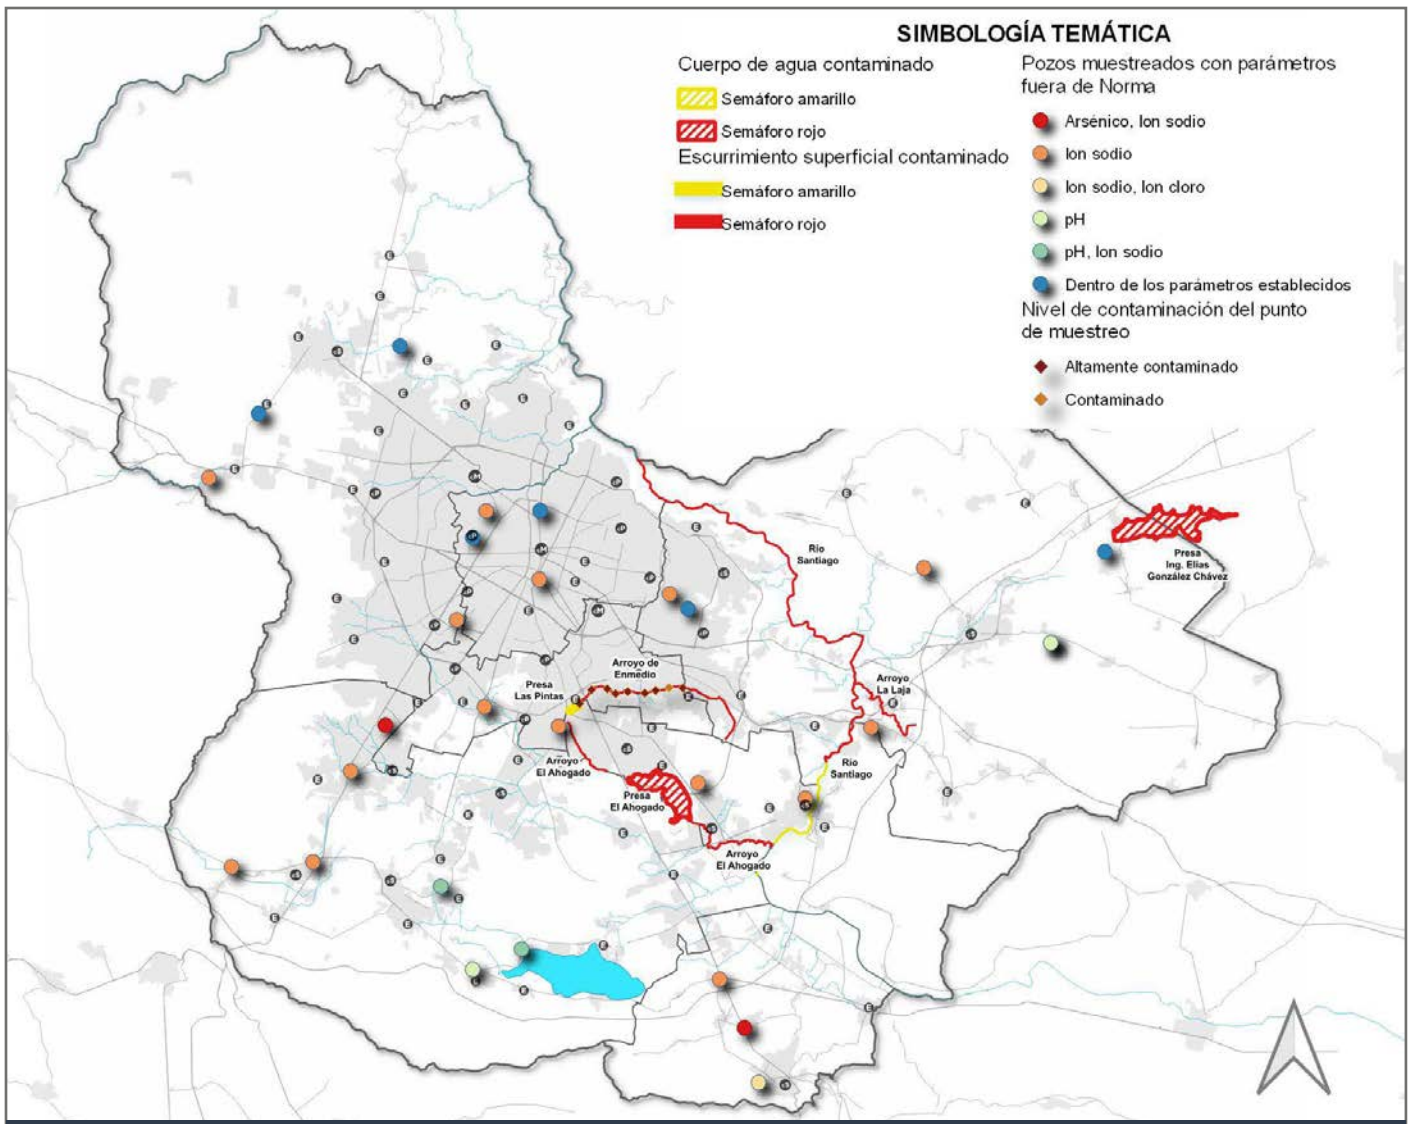 SIMBOLOGÍA TEMÁTICA
Cuerpo de agua contaminado
Semáforo amarillo
Semáforo rojo
Escurrimiento superficial contaminado
Semáforo amarillo
Semáforo rojo
Pozos muestreados con parámetros
fuera de Norma
Arsénico, Ion sodio
Ion sodio
Ion sodio, Ion cloro
pH
pH, Ion sodio
Dentro de los parámetros establecidos
Nivel de contaminación del punto
de muestreo
Altamente contaminado
Contaminado
Río
Santiago
Presa
Ing. Elías
González Chávez
Arroyo de
Enmedio
Presa
Las Pintas
Arroyo
La Laja
Arroyo
El Ahogado
Río
Santiago
Presa
El Ahogado
Arroyo
El Ahogado